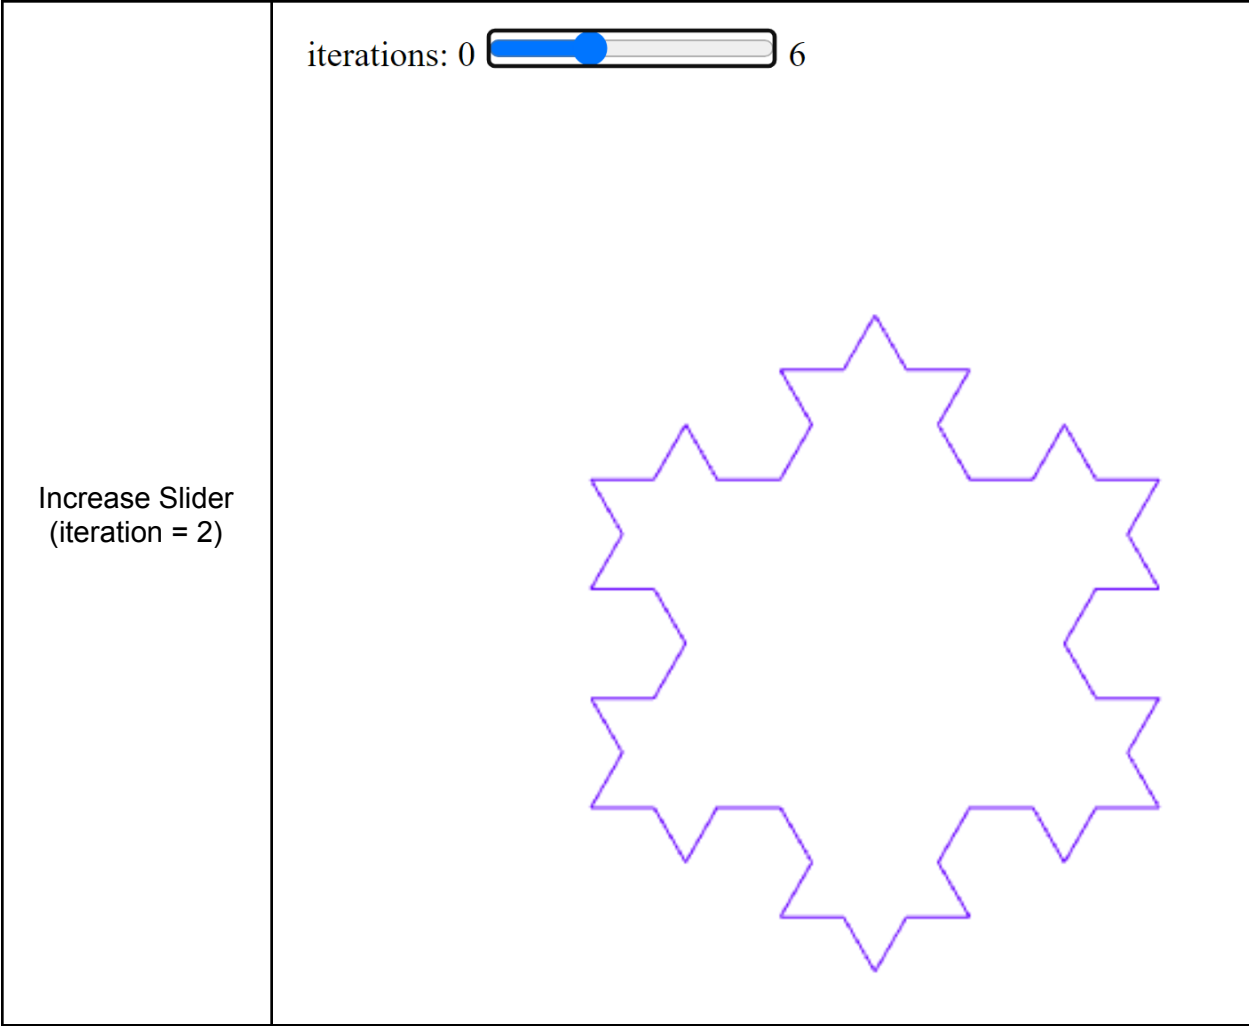 iterations: 0 6
Increase Slider
(iteration = 2)